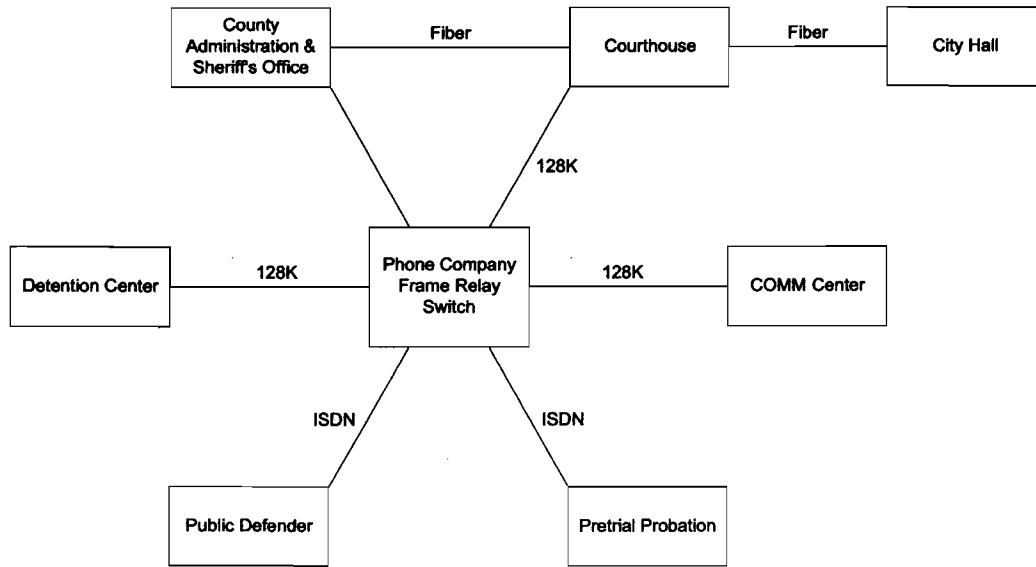 County
Administration &
Sheriff's Office
Fiber
Courthouse
Fiber
City Hall
128K
Detention Center
128K
Phone Company
Frame Relay
Switch
128K
COMM Center
ISDN
ISDN
Public Defender
Pretrial Probation